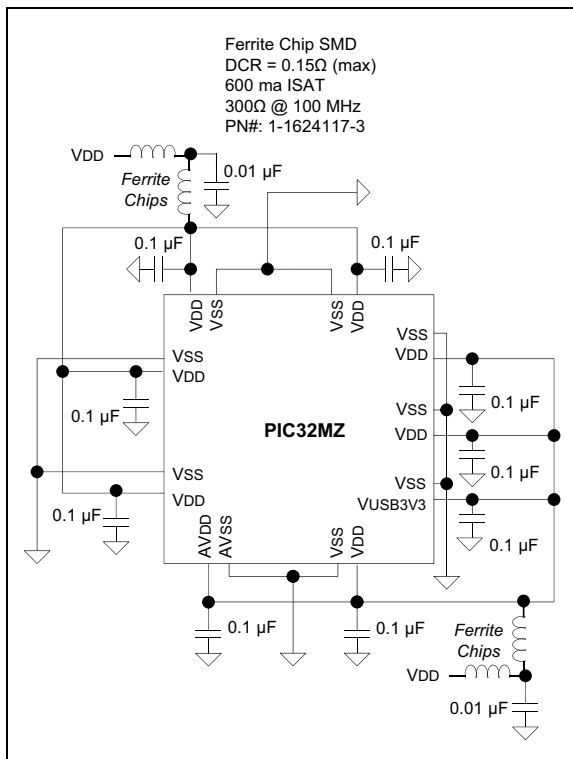 Ferrite Chip SMD
DCR = 0.15Ω (max)
600 ma ISAT
300Ω @ 100 MHz
PN#: 1-1624117-3
VDD
0.01 µF
Ferrite
Chips
0.1 µF
0.1 µF
VDD
VSS
VSS
VDD
VSS
VDD
VSS
VDD
0.1 µF
0.1 µF
VSS
VDD
PIC32MZ
VSS
VDD
0.1 µF
0.1 µF
VSS
VUSB3V3
0.1 µF
0.1 µF
AVDD
AVSS
VSS
VDD
0.1 µF
0.1 µF
Ferrite
Chips
VDD
0.01 µF